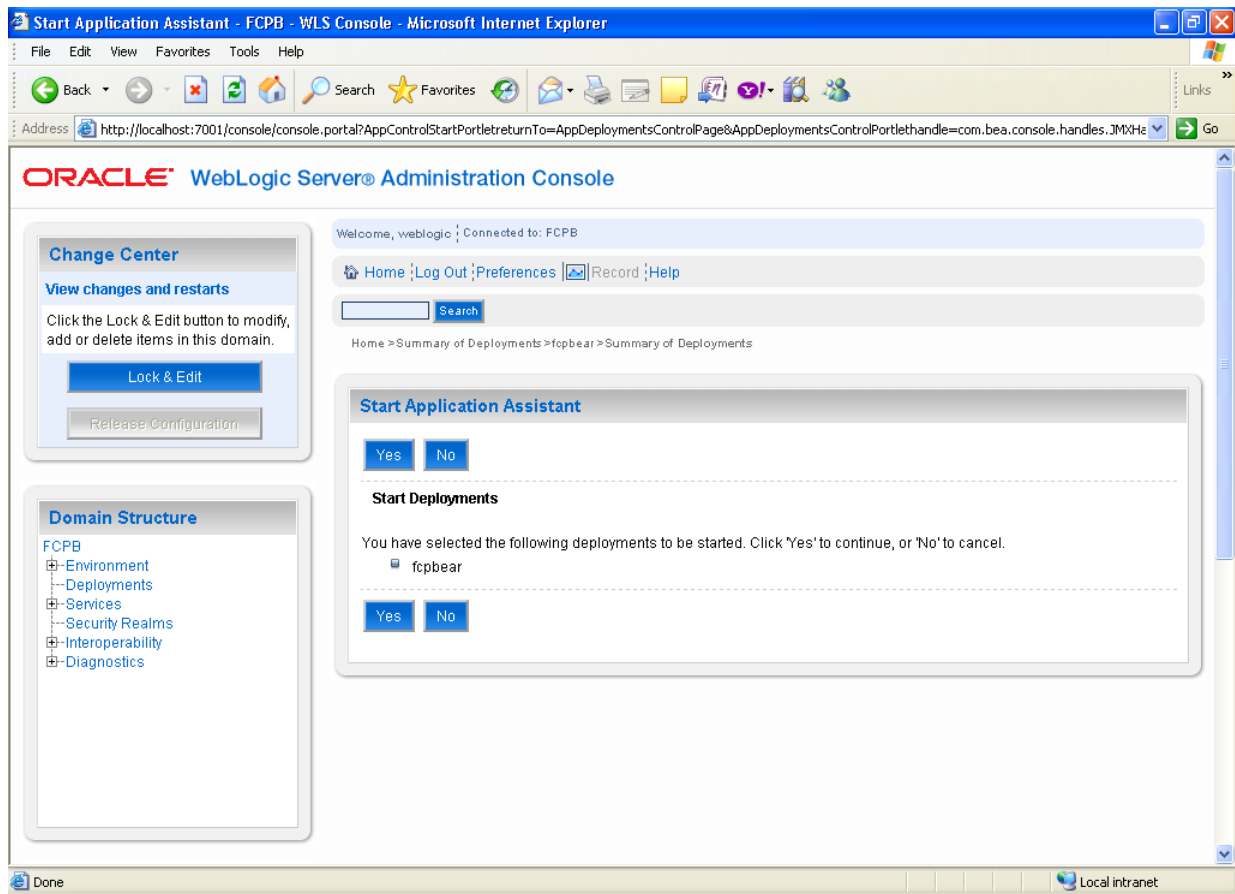 Start Application Assistant - FCPB - WLS Console - Microsoft Internet Explorer
File Edit View Favorites Tools Help
Back Search Favorites Links
Address http://localhost:7001/console/console.portal?AppControlStartPortletreturnTo=AppDeploymentsControlPage&AppDeploymentsControlPortlethandle=com.bea.console.handles.JMXHa Go
ORACLE WebLogic Server® Administration Console
Change Center
View changes and restarts
Click the Lock & Edit button to modify,
add or delete items in this domain.
Lock & Edit
Release Configuration
Domain Structure
FCPB
Environment
Deployments
Services
Security Realms
Interoperability
Diagnostics
Welcome, weblogic Connected to: FCPB
Home Log Out Preferences Record Help
Search
Home >Summary of Deployments >fcpbear >Summary of Deployments
Start Application Assistant
Yes No
Start Deployments
You have selected the following deployments to be started. Click 'Yes' to continue, or 'No' to cancel.
fcpbear
Yes No
Done Local intranet